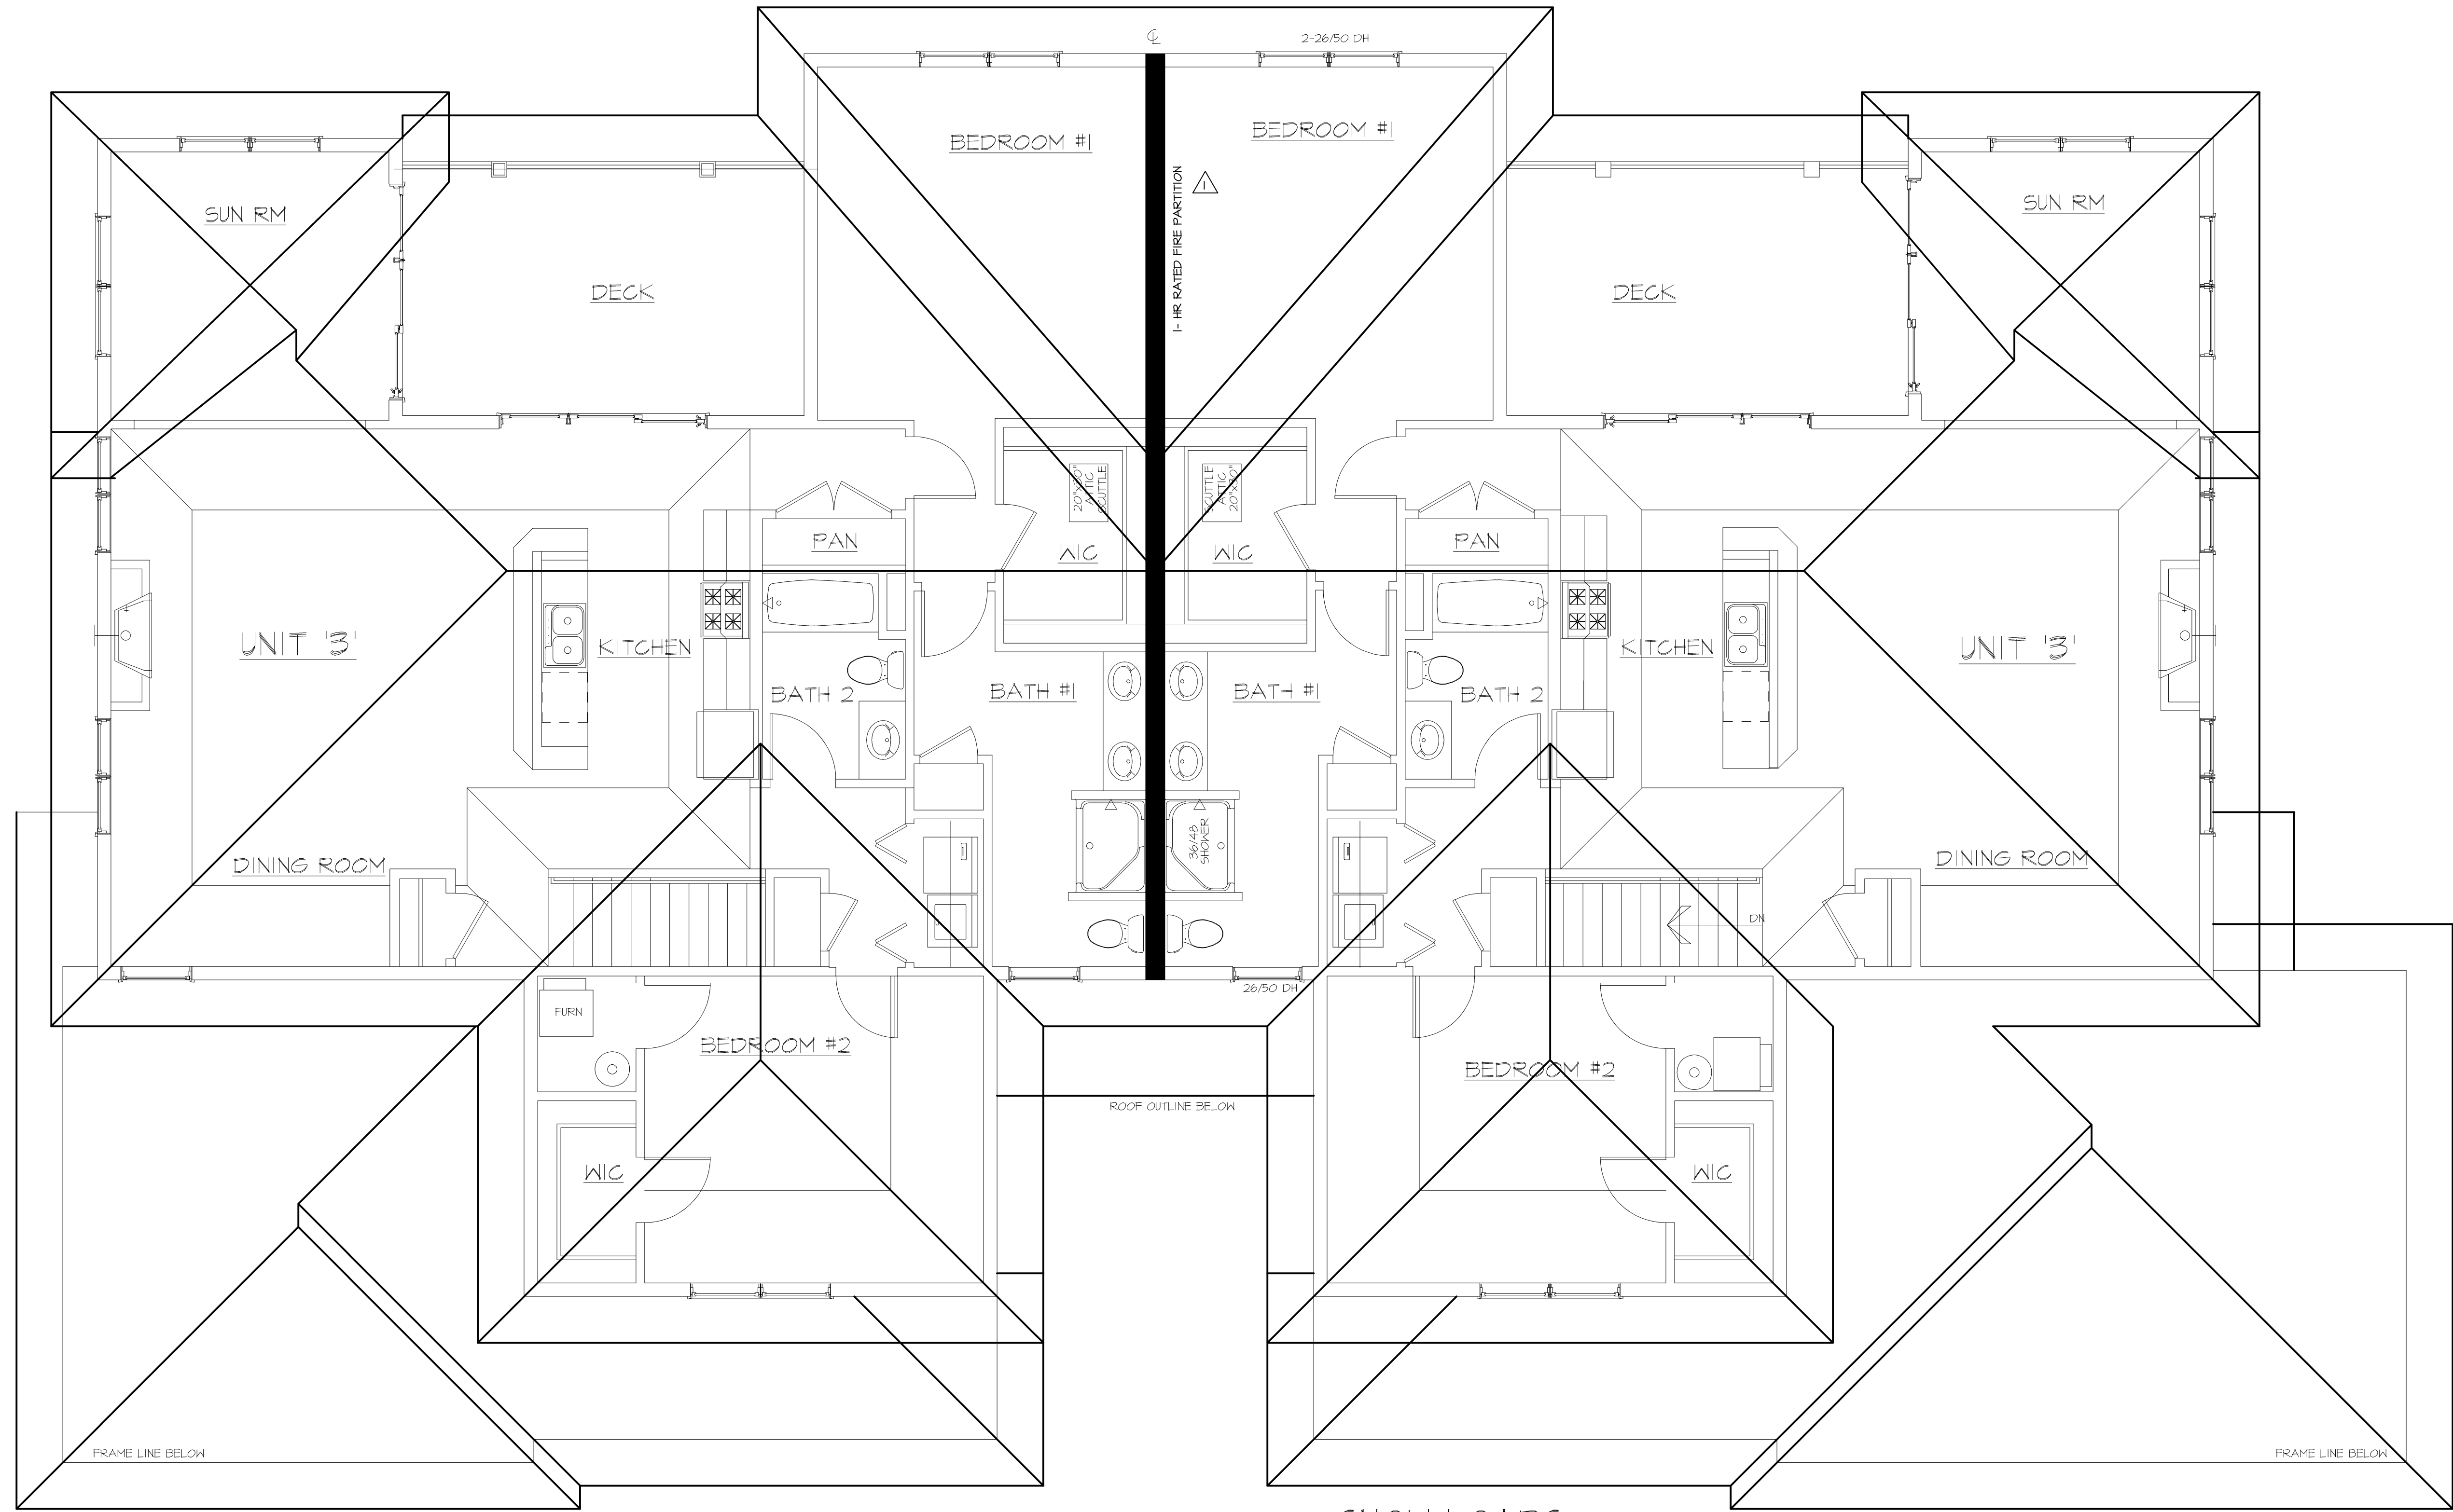 ℄
2-26/50 DH
BEDROOM #1
BEDROOM #1
1- HR RATED FIRE PARTITION
1
SUN RM
SUN RM
DECK
DECK
20"x30"
ATTIC
SCUTTLE
SCUTTLE
ATTIC
20"x30"
PAN
WIC
WIC
PAN
UNIT '3'
KITCHEN
KITCHEN
UNIT '3'
BATH 2
BATH #1
BATH #1
BATH 2
36/48
SHOWER
DINING ROOM
DINING ROOM
DN
26/50 DH
FURN
BEDROOM #2
BEDROOM #2
ROOF OUTLINE BELOW
WIC
WIC
FRAME LINE BELOW
FRAME LINE BELOW